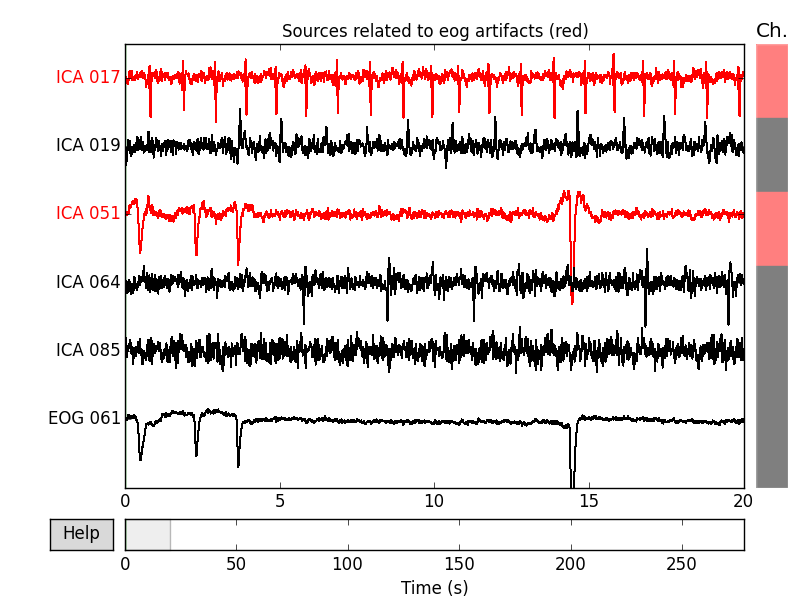 Sources related to eog artifacts (red)
Ch.
ICA 017
ICA 019
ICA 051
ICA 064
ICA 085
EOG 061
0 5 10 15 20
Help
0 50 100 150 200 250
Time (s)